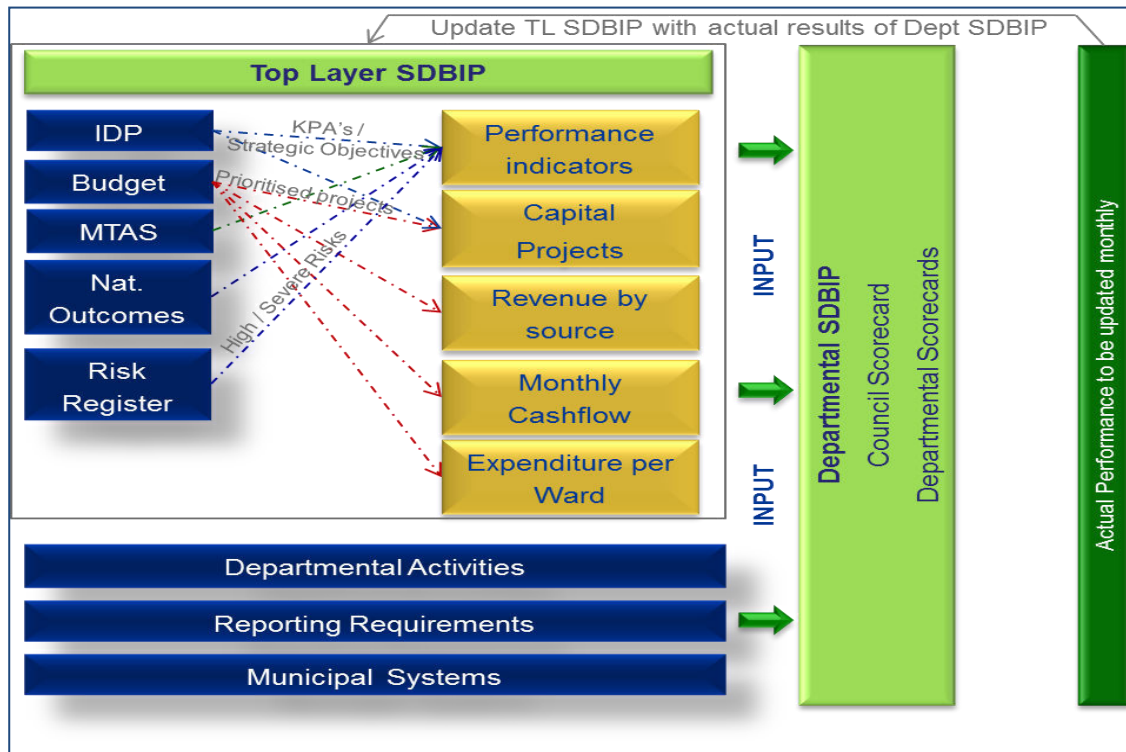 Update TL SDBIP with actual results of Dept SDBIP
Top Layer SDBIP
IDP
Budget
MTAS
Nat.
Outcomes
Risk
Register
KPA's /
Strategic Objectives
Prioritised projects
High / Severe Risks
Performance
indicators
Capital
Projects
Revenue by
source
Monthly
Cashflow
Expenditure per
Ward
INPUT
INPUT
Departmental SDBIP
Council Scorecard
Departmental Scorecards
Actual Performance to be updated monthly
Departmental Activities
Reporting Requirements
Municipal Systems